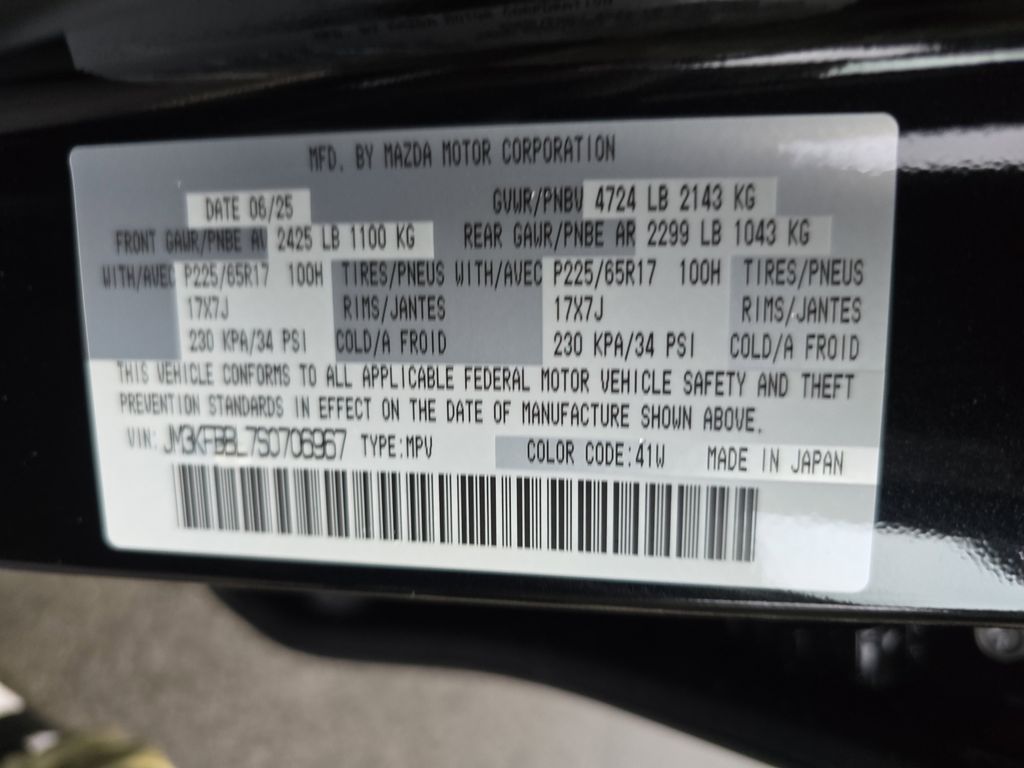 MFD. BY MAZDA MOTOR CORPORATION
DATE 06/25 GVWR/PNBV 4724 LB 2143 KG
FRONT GAWR/PNBE AV 2425 LB 1100 KG REAR GAWR/PNBE AR 2299 LB 1043 KG
WITH/AVEC P225/65R17 100H TIRES/PNEUS WITH/AVEC P225/65R17 100H TIRES/PNEUS
17X7J RIMS/JANTES 17X7J RIMS/JANTES
230 KPA/34 PSI COLD/A FROID 230 KPA/34 PSI COLD/A FROID
THIS VEHICLE CONFORMS TO ALL APPLICABLE FEDERAL MOTOR VEHICLE SAFETY AND THEFT
PREVENTION STANDARDS IN EFFECT ON THE DATE OF MANUFACTURE SHOWN ABOVE.
VIN: JM3KFBBL7S0706967 TYPE:MPV COLOR CODE:41W MADE IN JAPAN